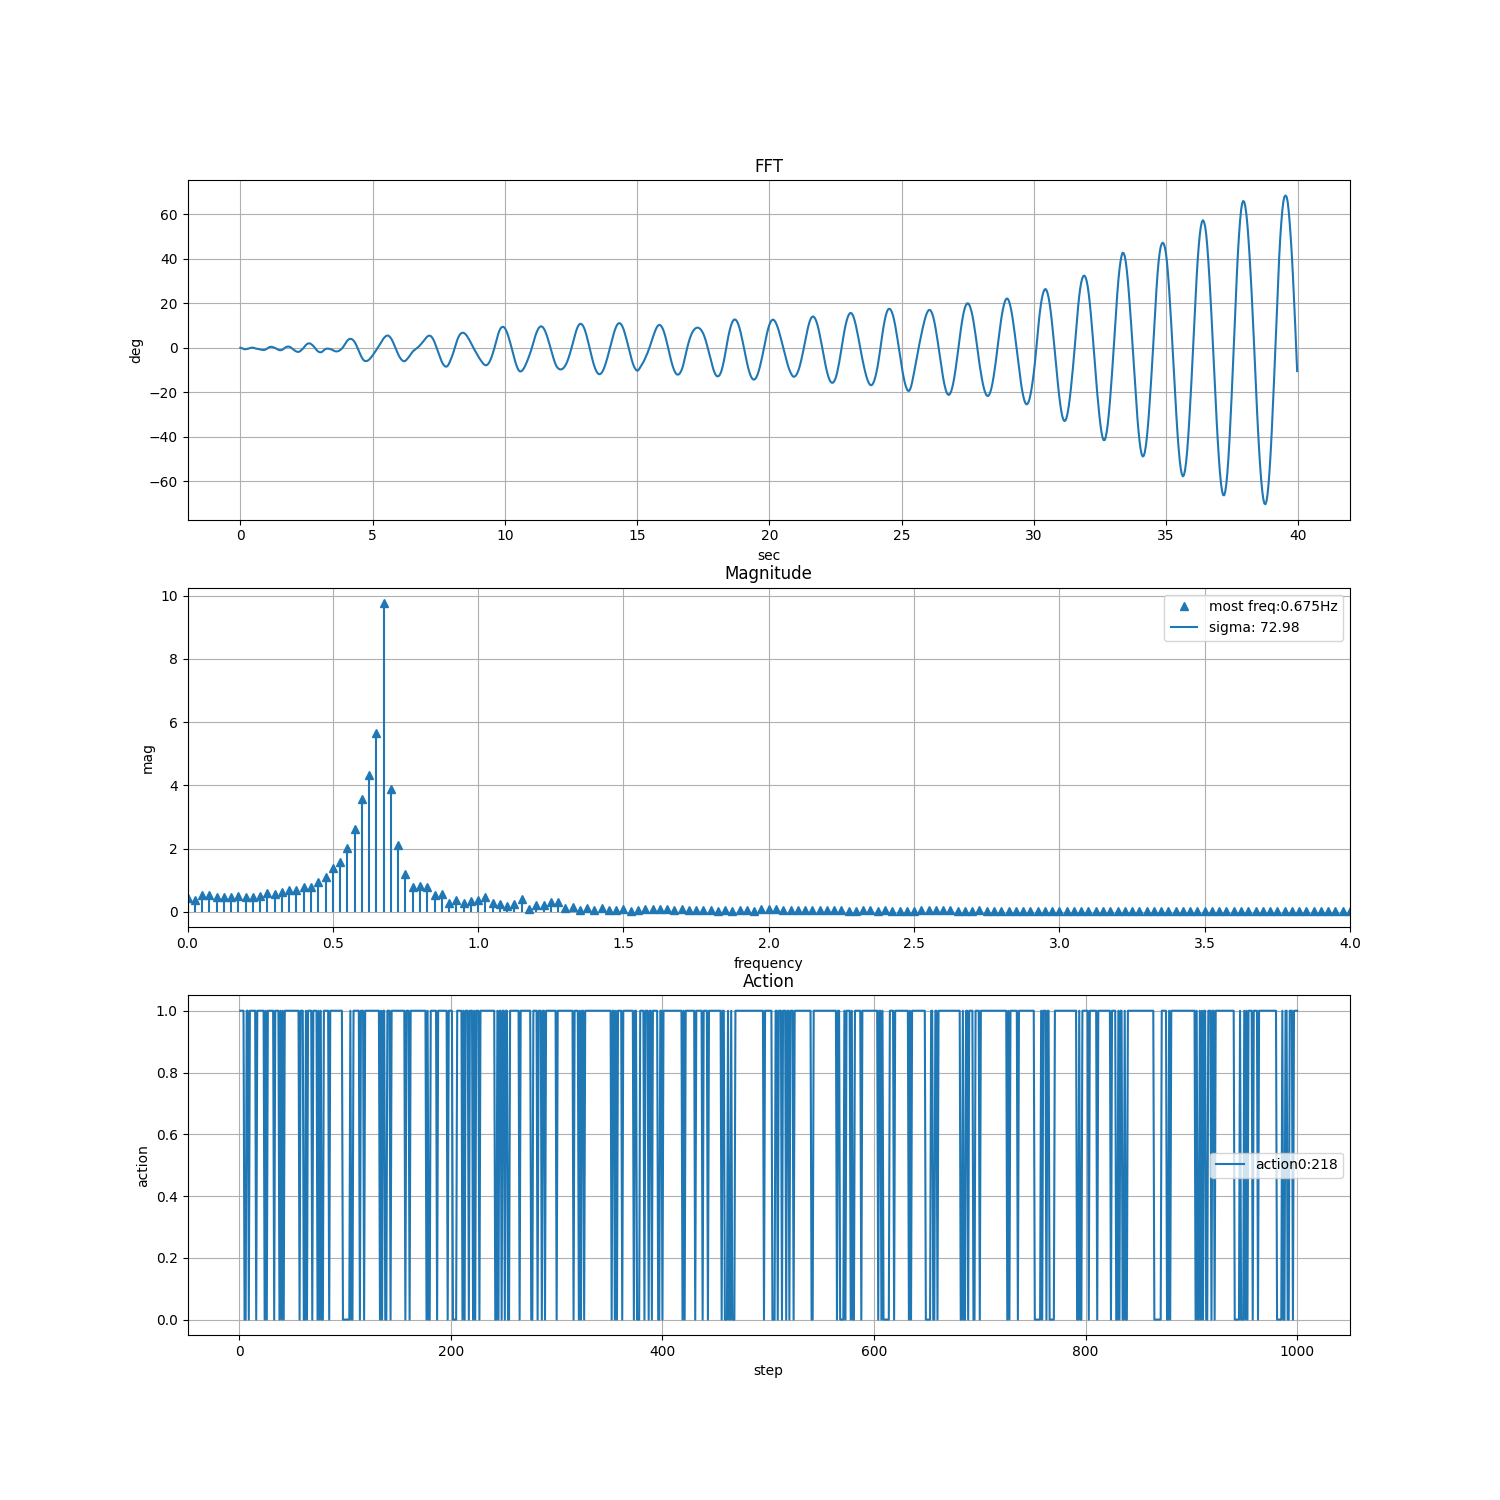 FFT
60
40
20
0
−20
−40
−60
deg
0 5 10 15 20 25 30 35 40
sec
Magnitude
10
8
6
4
2
0
mag
most freq:0.675Hz
sigma: 72.98
0.0 0.5 1.0 1.5 2.0 2.5 3.0 3.5 4.0
frequency
Action
1.0
0.8
0.6
0.4
0.2
0.0
action
action0:218
0 200 400 600 800 1000
step